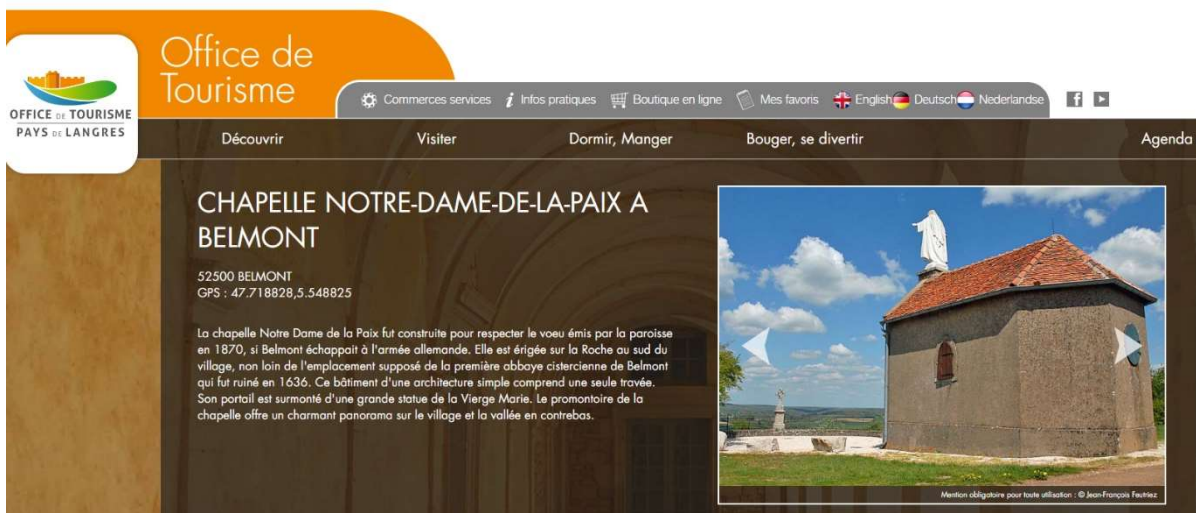 Office de
Tourisme
OFFICE DE TOURISME
PAYS DE LANGRES
Commerces services
Infos pratiques
Boutique en ligne
Mes favoris
English
Deutsch
Nederlandse
f
Découvrir
Visiter
Dormir, Manger
Bouger, se divertir
Agenda
CHAPELLE NOTRE-DAME-DE-LA-PAIX A
BELMONT
52500 BELMONT
GPS : 47.718828,5.548825
La chapelle Notre Dame de la Paix fut construite pour respecter le voeu émis par la paroisse
en 1870, si Belmont échappait à l'armée allemande. Elle est érigée sur la Roche au sud du
village, non loin de l'emplacement supposé de la première abbaye cistercienne de Belmont
qui fut ruiné en 1636. Ce bâtiment d'une architecture simple comprend une seule travée.
Son portail est surmonté d'une grande statue de la Vierge Marie. Le promontoire de la
chapelle offre un charmant panorama sur le village et la vallée en contrebas.
Mention obligatoire pour toute utilisation : © Jean-François Feutriez